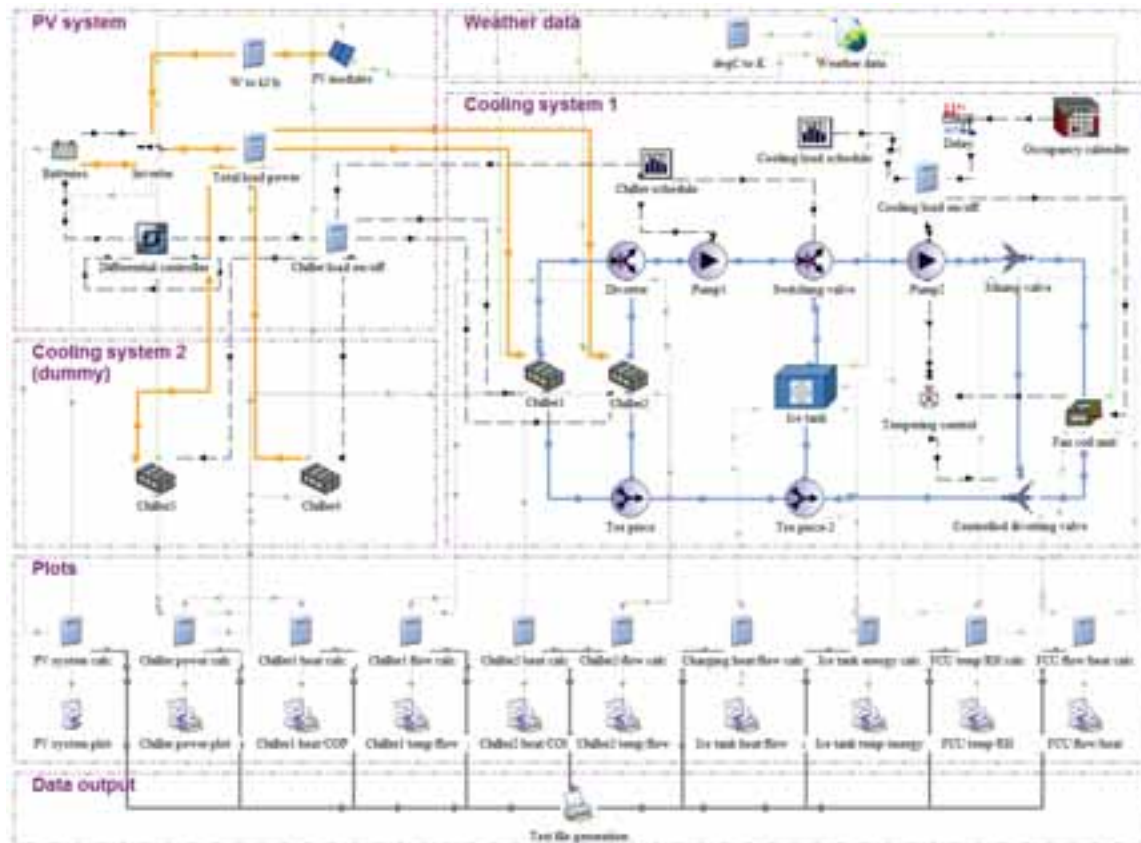 PV system
Weather data
W to kJ/h
PV modules
degC to K
Weather data
Cooling system 1
Batteries
Inverter
Total load power
Cooling load schedule
Delay
Occupancy calender
Chiller schedule
Cooling load on/off
Differential controller
Chiller load on/off
Diverter
Pump1
Switching valve
Pump2
Mixing valve
Cooling system 2
(dummy)
Chiller1
Chiller2
Ice tank
Tempering control
Fan coil unit
Chiller3
Chiller4
Tee piece
Tee piece-2
Controlled diverting valve
Plots
PV system calc
Chiller power calc
Chiller1 heat calc
Chiller1 flow calc
Chiller2 heat calc
Chiller2 flow calc
Charging heat/flow calc
Ice tank energy calc
FCU temp/RH calc
FCU flow/heat calc
PV system plot
Chiller power plot
Chiller1 heat/COP
Chiller1 temp/flow
Chiller2 heat/COP
Chiller2 temp/flow
Ice tank heat/flow
Ice tank temp/energy
FCU temp/RH
FCU flow/heat
Data output
Text file generation